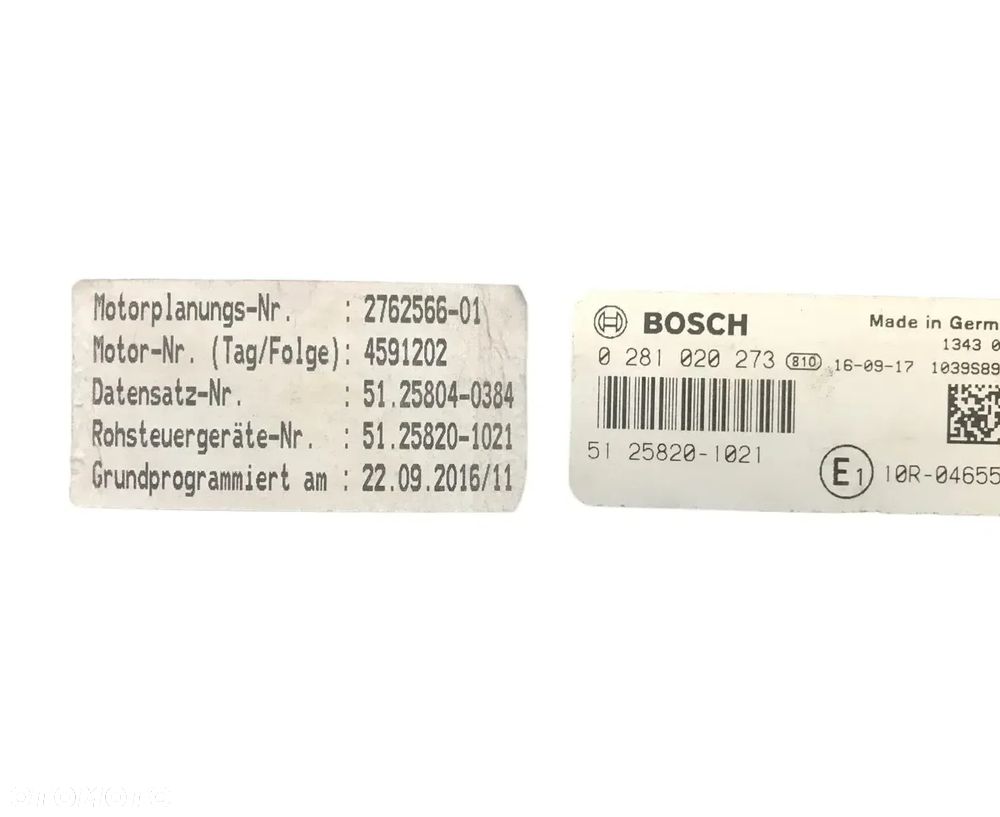 Motorplanungs-Nr. : 2762566-01
Motor-Nr. (Tag/Folge): 4591202
Datensatz-Nr. : 51.25804-0384
Rohsteuergeräte-Nr. : 51.25820-1021
Grundprogrammiert am : 22.09.2016/11
BOSCH
Made in Germ
1343 0
0 281 020 273 810 16-09-17 1039S89
51 25820-1021
E1 10R-04655
OTOMOTO